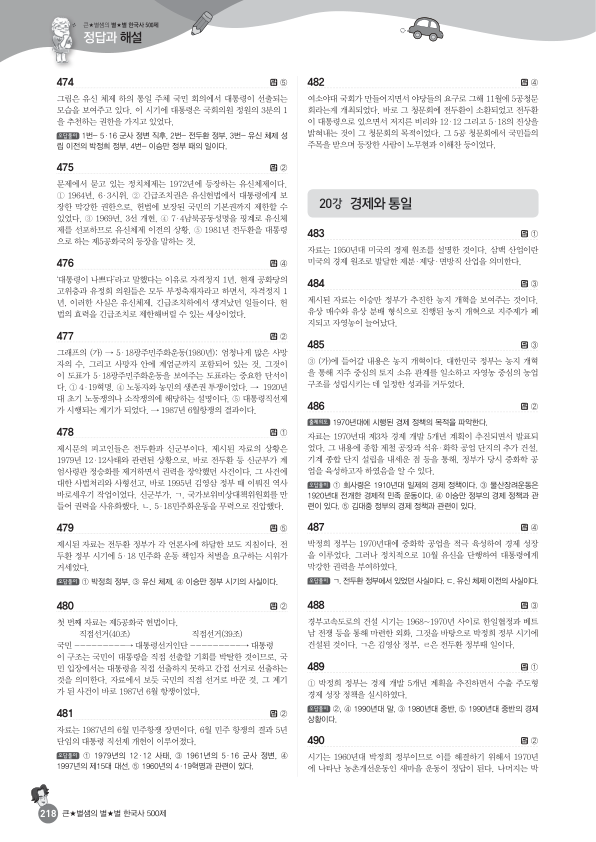 큰★별쌤의 별★별 한국사 500제
정답과 해설
474 답 ⑤
그림은 유신 체제 하의 통일 주체 국민 회의에서 대통령이 선출되는
모습을 보여주고 있다. 이 시기에 대통령은 국회의원 정원의 3분의 1
을 추천하는 권한을 가지고 있었다.
오답풀이 1번- 5·16 군사 정변 직후, 2번- 전두환 정부, 3번- 유신 체제 성
립 이전의 박정희 정부, 4번- 이승만 정부 때의 일이다.
475 답 ②
문제에서 묻고 있는 정치체제는 1972년에 등장하는 유신체제이다.
① 1964년, 6·3시위, ② 긴급조치권은 유신헌법에서 대통령에게 보
장한 막강한 권한으로, 헌법에 보장된 국민의 기본권까지 제한할 수
있었다. ③ 1969년, 3선 개헌, ④ 7·4남북공동성명을 핑계로 유신체
제를 선포하므로 유신체제 이전의 상황, ⑤ 1981년 전두환을 대통령
으로 하는 제5공화국의 등장을 말하는 것.
476 답 ④
'대통령이 나쁘다'라고 말했다는 이유로 자격정지 1년, 현재 공화당의
고위층과 유정회 의원들은 모두 부정축재자라고 하면서, 자격정지 1
년, 이러한 사실은 유신체제, 긴급조치하에서 생겨났던 일들이다. 헌
법의 효력을 긴급조치로 제한해버릴 수 있는 세상이었다.
477 답 ②
그래프의 (가) → 5·18광주민주화운동(1980년): 엄청나게 많은 사망
자의 수, 그리고 사망자 안에 계엄군까지 포함되어 있는 것, 그것이
이 도표가 5·18광주민주화운동을 보여주는 도표라는 중요한 단서이
다. ① 4·19혁명, ④ 노동자와 농민의 생존권 투쟁이었다. → 1920년
대 초기 노동쟁의나 소작쟁의에 해당하는 설명이다. ⑤ 대통령직선제
가 시행되는 계기가 되었다. → 1987년 6월항쟁의 결과이다.
478 답 ①
제시문의 피고인들은 전두환과 신군부이다. 제시된 자료의 상황은
1979년 12·12사태와 관련된 상황으로, 바로 전두환 등 신군부가 계
엄사령관 정승화를 제거하면서 권력을 장악했던 사건이다. 그 사건에
대한 사법처리와 사형선고, 바로 1995년 김영삼 정부 때 이뤄진 역사
바로세우기 작업이었다. 신군부가, ㄱ. 국가보위비상대책위원회를 만
들어 권력을 사유화했다. ㄴ. 5·18민주화운동을 무력으로 진압했다.
479 답 ⑤
제시된 자료는 전두환 정부가 각 언론사에 하달한 보도 지침이다. 전
두환 정부 시기에 5·18 민주화 운동 책임자 처벌을 요구하는 시위가
거세었다.
오답풀이 ① 박정희 정부, ③ 유신 체제, ④ 이승만 정부 시기의 사실이다.
480 답 ②
첫 번째 자료는 제5공화국 헌법이다.
직접선거(40조) 직접선거(39조)
국민 ----------→ 대통령선거인단 ----------→ 대통령
이 구조는 국민이 대통령을 직접 선출할 기회를 박탈한 것이므로, 국
민 입장에서는 대통령을 직접 선출하지 못하고 간접 선거로 선출하는
것을 의미한다. 자료에서 보듯 국민의 직접 선거로 바꾼 것, 그 계기
가 된 사건이 바로 1987년 6월 항쟁이었다.
481 답 ②
자료는 1987년의 6월 민주항쟁 장면이다. 6월 민주 항쟁의 결과 5년
단임의 대통령 직선제 개헌이 이루어졌다.
오답풀이 ① 1979년의 12·12 사태, ③ 1961년의 5·16 군사 정변, ④
1997년의 제15대 대선, ⑤ 1960년의 4·19혁명과 관련이 있다.
482 답 ④
여소야대 국회가 만들어지면서 야당들의 요구로 그해 11월에 5공청문
회라는게 개최되었다. 바로 그 청문회에 전두환이 소환되었고 전두환
이 대통령으로 있으면서 저지른 비리와 12·12 그리고 5·18의 진상을
밝혀내는 것이 그 청문회의 목적이었다. 그 5공 청문회에서 국민들의
주목을 받으며 등장한 사람이 노무현과 이해찬 등이었다.
20강 경제와 통일
483 답 ①
자료는 1950년대 미국의 경제 원조를 설명한 것이다. 삼백 산업이란
미국의 경제 원조로 발달한 제분·제당·면방직 산업을 의미한다.
484 답 ③
제시된 자료는 이승만 정부가 추진한 농지 개혁을 보여주는 것이다.
유상 매수와 유상 분배 형식으로 진행된 농지 개혁으로 지주제가 폐
지되고 자영농이 늘어났다.
485 답 ③
③ (가)에 들어갈 내용은 농지 개혁이다. 대한민국 정부는 농지 개혁
을 통해 지주 중심의 토지 소유 관계를 일소하고 자영농 중심의 농업
구조를 성립시키는 데 일정한 성과를 거두었다.
486 답 ②
출제의도 1970년대에 시행된 경제 정책의 목적을 파악한다.
자료는 1970년대 제3차 경제 개발 5개년 계획이 추진되면서 발표되
었다. 그 내용에 종합 제철 공장과 석유·화학 공업 단지의 추가 건설,
기계 종합 단지 설립을 내세운 점 등을 통해, 정부가 당시 중화학 공
업을 육성하고자 하였음을 알 수 있다.
오답풀이 ① 회사령은 1910년대 일제의 경제 정책이다. ③ 물산장려운동은
1920년대 전개한 경제적 민족 운동이다. ④ 이승만 정부의 경제 정책과 관
련이 있다. ⑤ 김대중 정부의 경제 정책과 관련이 있다.
487 답 ④
박정희 정부는 1970년대에 중화학 공업을 적극 육성하여 경제 성장
을 이루었다. 그러나 정치적으로 10월 유신을 단행하여 대통령에게
막강한 권력을 부여하였다.
오답풀이 ㄱ. 전두환 정부에서 있었던 사실이다. ㄷ. 유신 체제 이전의 사실이다.
488 답 ③
경부고속도로의 건설 시기는 1968~1970년 사이로 한일협정과 베트
남 전쟁 등을 통해 마련한 외화, 그것을 바탕으로 박정희 정부 시기에
건설된 것이다. ㄱ은 김영삼 정부, ㄹ은 전두환 정부때 일이다.
489 답 ①
① 박정희 정부는 경제 개발 5개년 계획을 추진하면서 수출 주도형
경제 성장 정책을 실시하였다.
오답풀이 ②, ④ 1990년대 말, ③ 1980년대 중반, ⑤ 1990년대 중반의 경제
상황이다.
490 답 ②
시기는 1960년대 박정희 정부이므로 이를 해결하기 위해서 1970년
에 나타난 농촌개선운동인 새마을 운동이 정답이 된다. 나머지는 박
218 큰★별쌤의 별★별 한국사 500제